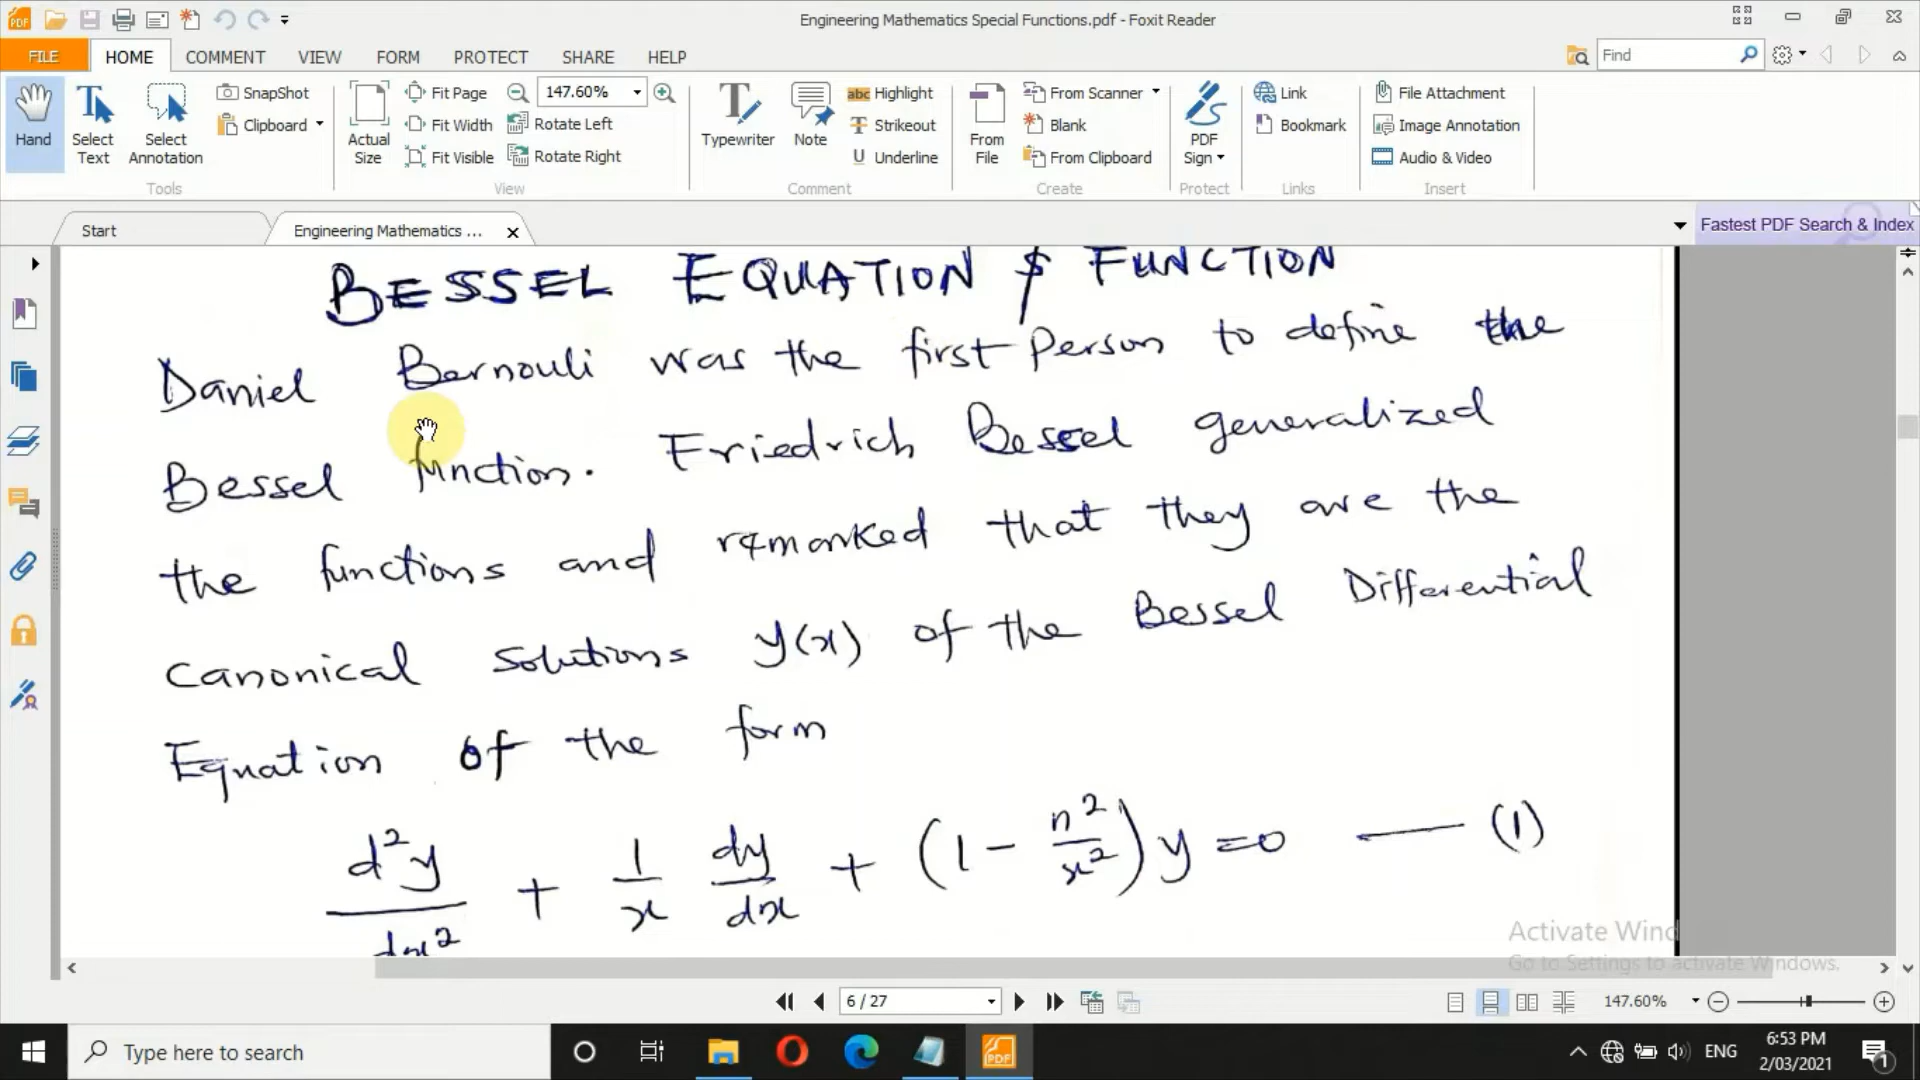 Engineering Mathematics Special Functions.pdf - Foxit Reader
FILE HOME COMMENT VIEW FORM PROTECT SHARE HELP
Find
Hand
Select Text
Select Annotation
SnapShot
Clipboard
Tools
Actual Size
Fit Page
Fit Width
Fit Visible
147.60%
Rotate Left
Rotate Right
View
Typewriter
Note
Highlight
Strikeout
Underline
Comment
From File
From Scanner
Blank
From Clipboard
Create
PDF Sign
Protect
Link
Bookmark
Links
File Attachment
Image Annotation
Audio & Video
Insert
Start
Engineering Mathematics ...
Fastest PDF Search & Index
BESSEL EQUATION & FUNCTION
Daniel Bernouli was the first Person to define the
Bessel function. Friedrich Bessel generalized
the functions and remarked that they are the
Canonical Solutions y(x) of the Bessel Differential
Equation of the form
d²y/dx² + 1/x dy/dx + (1 - n²/x²) y = 0 —— (1)
Activate Wind
Go to Settings to activate Windows.
6 / 27
147.60%
Type here to search
PDF
ENG
6:53 PM
2/03/2021
1